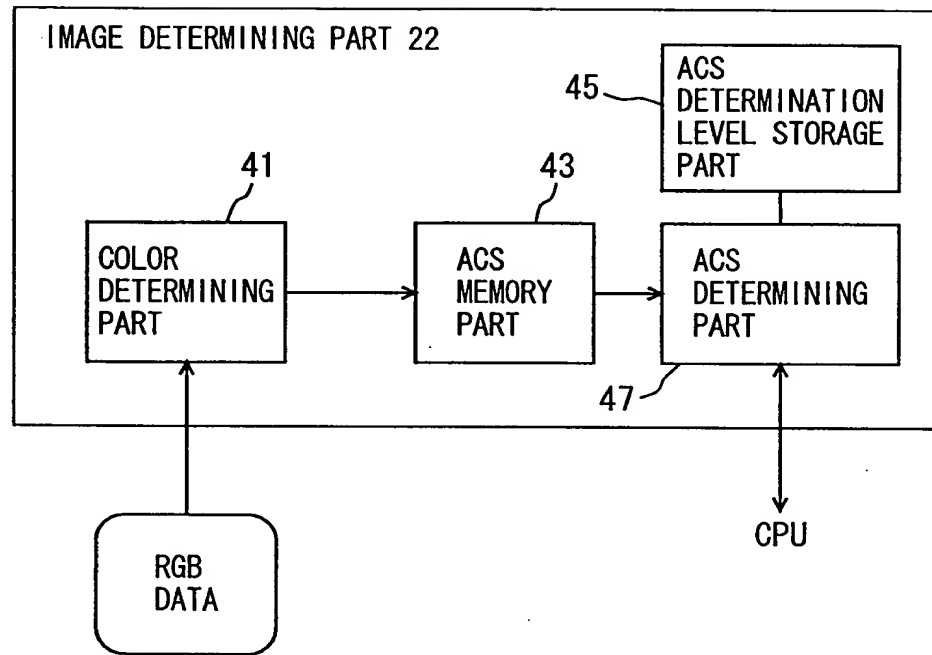 IMAGE DETERMINING PART 22
45
ACS
DETERMINATION
LEVEL STORAGE
PART
41
43
COLOR
DETERMINING
PART
ACS
MEMORY
PART
ACS
DETERMINING
PART
47
RGB
DATA
CPU